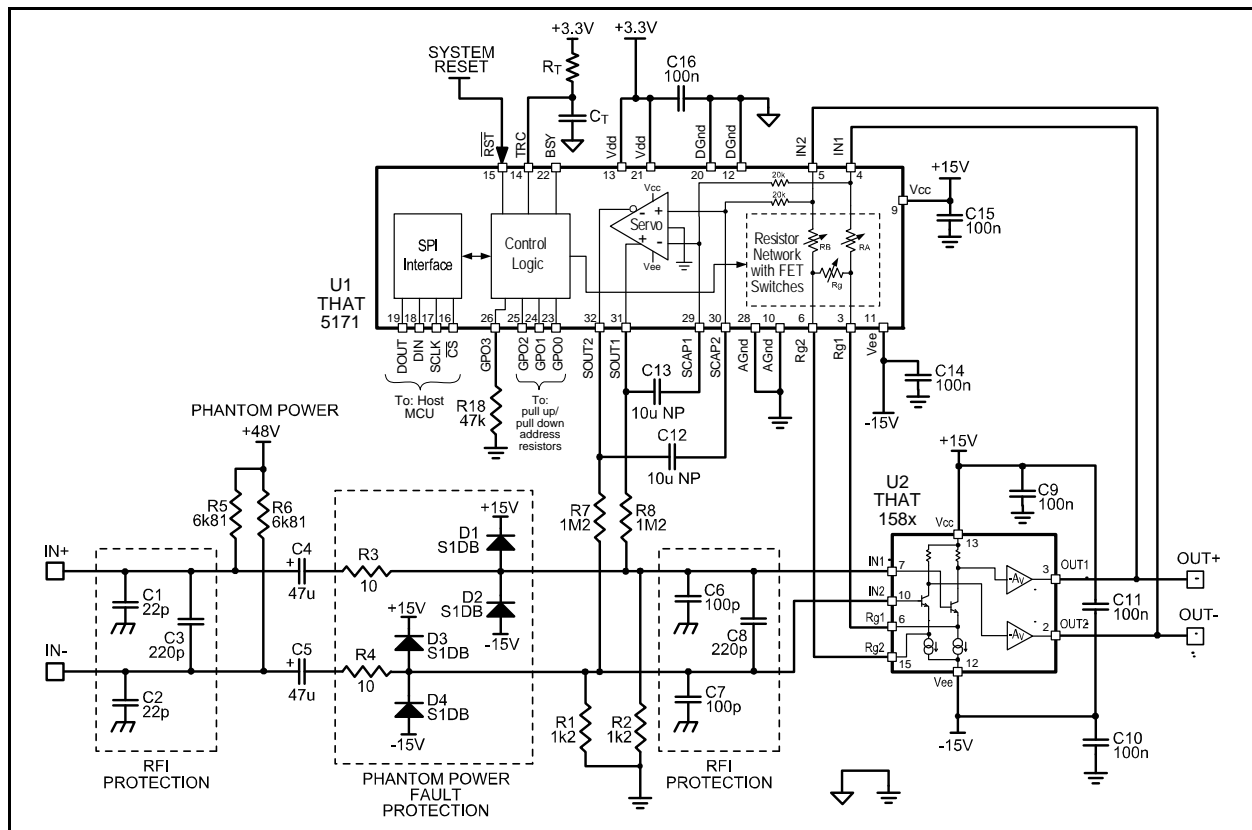 +3.3V
+3.3V
SYSTEM
RESET
RT
CT
C16
100n
RST
TRC
BSY
Vdd
Vdd
DGnd
DGnd
IN2
IN1
15
14
22
13
21
20
12
5
4
+15V
Vcc
9
C15
100n
20k
20k
Vcc
-
+
Servo
+
-
Vee
SPI
Interface
Control
Logic
Resistor
Network
with FET
Switches
RB
RA
Rg
U1
THAT
5171
19
18
17
16
26
25
24
23
32
31
29
30
28
10
6
3
11
DOUT
DIN
SCLK
CS
GPO3
GPO2
GPO1
GPO0
SOUT2
SOUT1
SCAP1
SCAP2
AGnd
AGnd
Rg2
Rg1
Vee
C14
100n
-15V
To: Host
MCU
R18
47k
To:
pull up/
pull down
address
resistors
C13
10u NP
C12
10u NP
PHANTOM POWER
+48V
R5
6k81
R6
6k81
R7
1M2
R8
1M2
+15V
C9
100n
U2
THAT
158x
Vcc
13
+15V
D1
S1DB
D2
S1DB
-15V
+15V
D3
S1DB
D4
S1DB
-15V
IN+
IN-
C1
22p
C3
220p
C2
22p
+
C4
47u
+
C5
47u
R3
10
R4
10
R1
1k2
R2
1k2
C6
100p
C8
220p
C7
100p
IN1
7
IN2
10
Rg1
6
Rg2
15
-AV
-AV
3
OUT1
2
OUT2
12
Vee
-15V
C11
100n
C10
100n
OUT+
OUT-
RFI
PROTECTION
PHANTOM POWER
FAULT
PROTECTION
RFI
PROTECTION